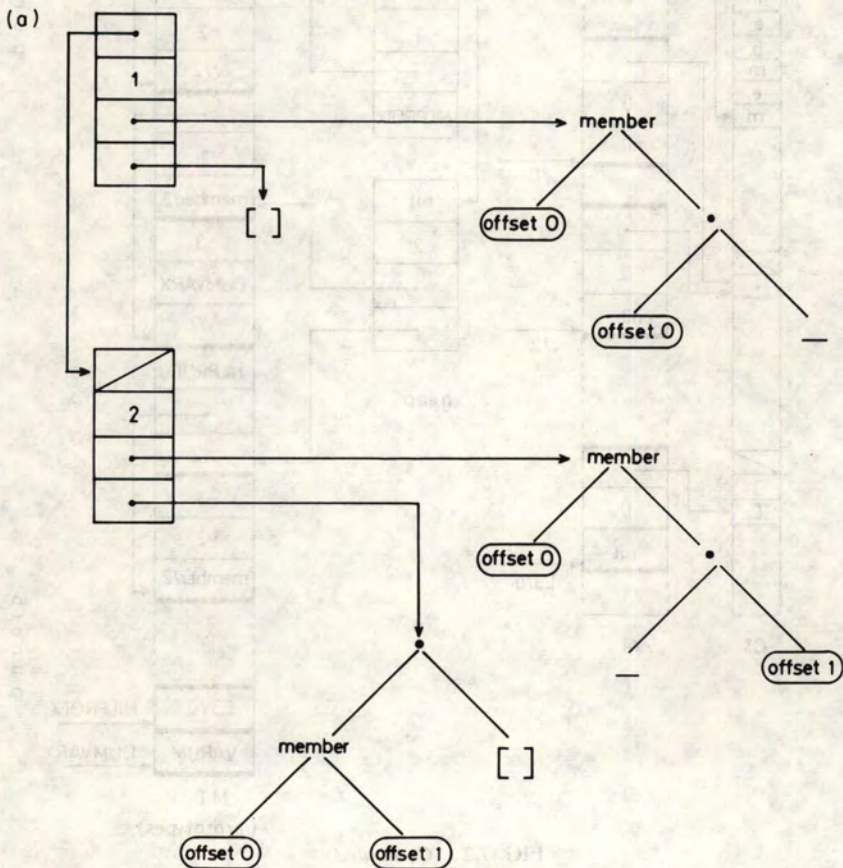 (a)
1
member
offset 0
[ ]
offset 0
—
2
member
offset 0
—
offset 1
member
[ ]
offset 0
offset 1